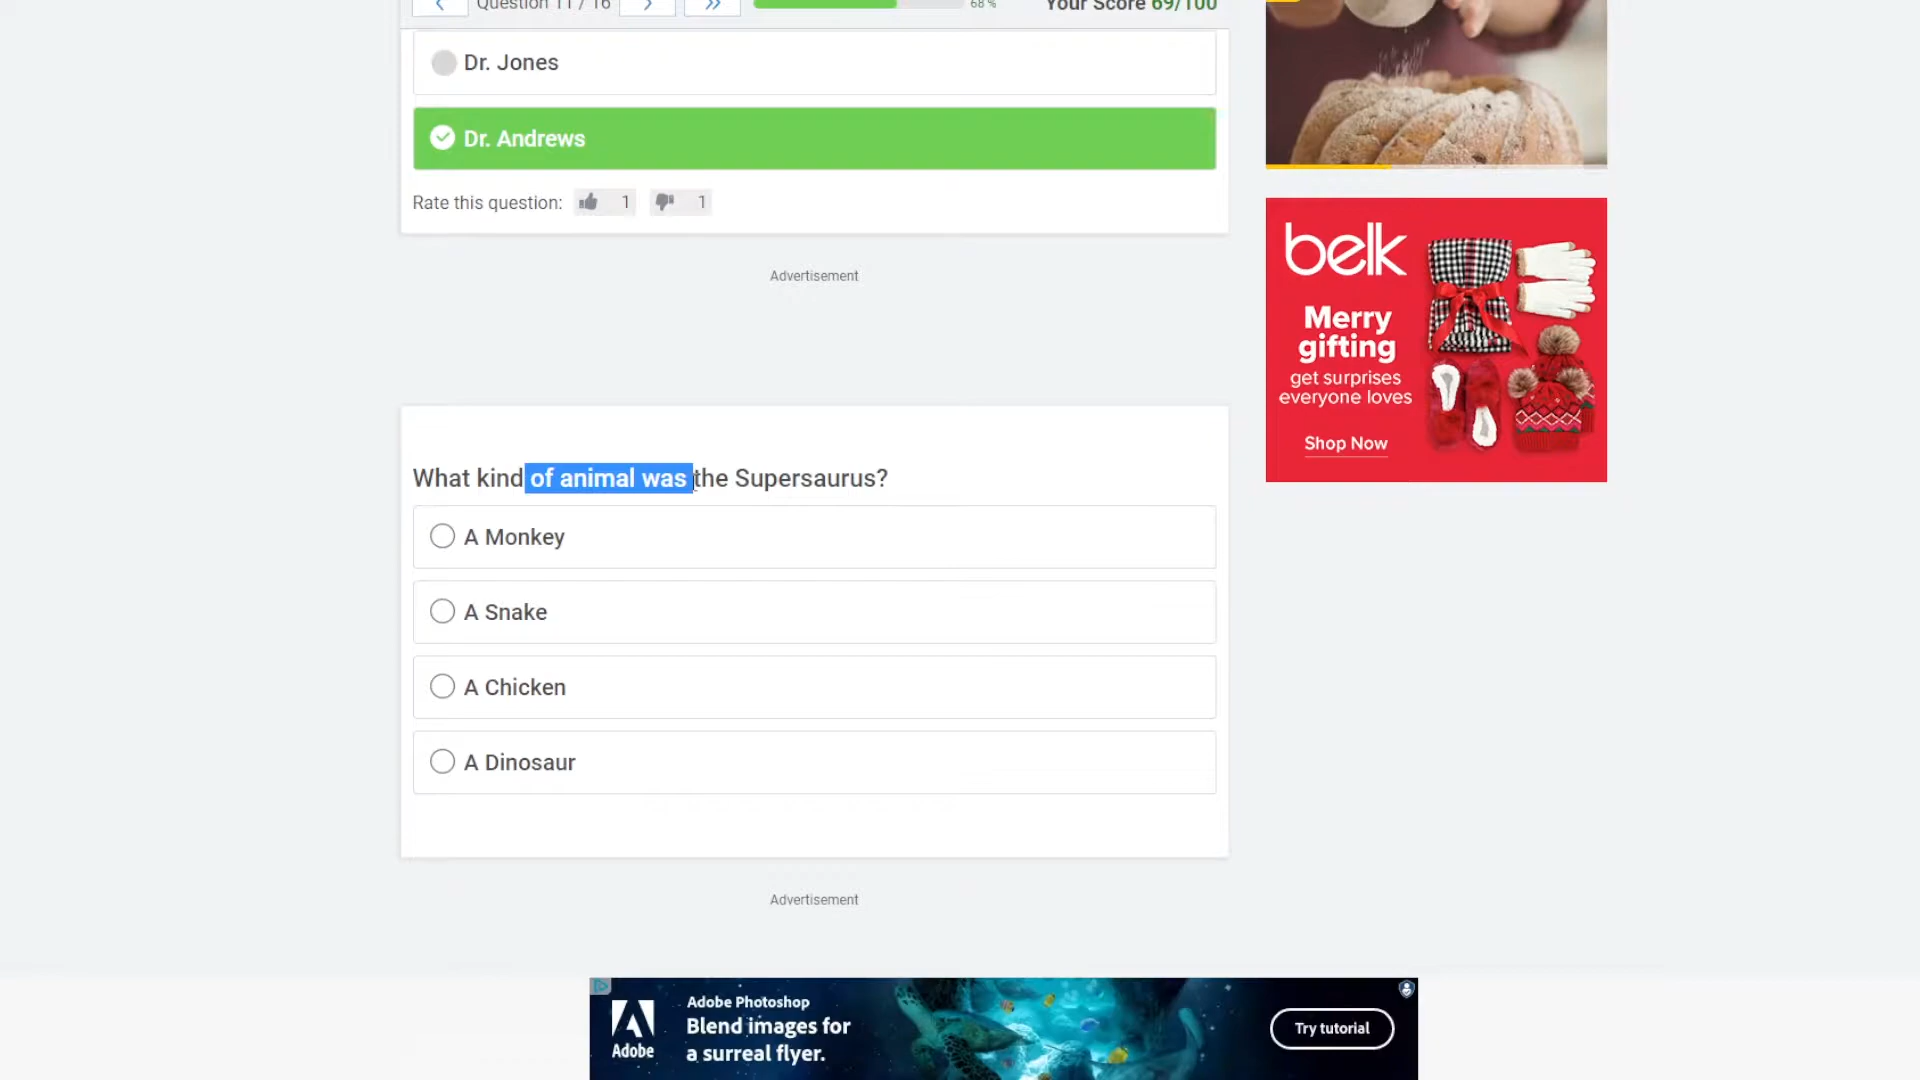 Question 11 / 16
68 %
Your Score 69/100
Dr. Jones
Dr. Andrews
Rate this question: 1 1
Advertisement
What kind of animal was the Supersaurus?
A Monkey
A Snake
A Chicken
A Dinosaur
Advertisement
belk
Merry
gifting
get surprises
everyone loves
Shop Now
Adobe
Adobe Photoshop
Blend images for
a surreal flyer.
Try tutorial